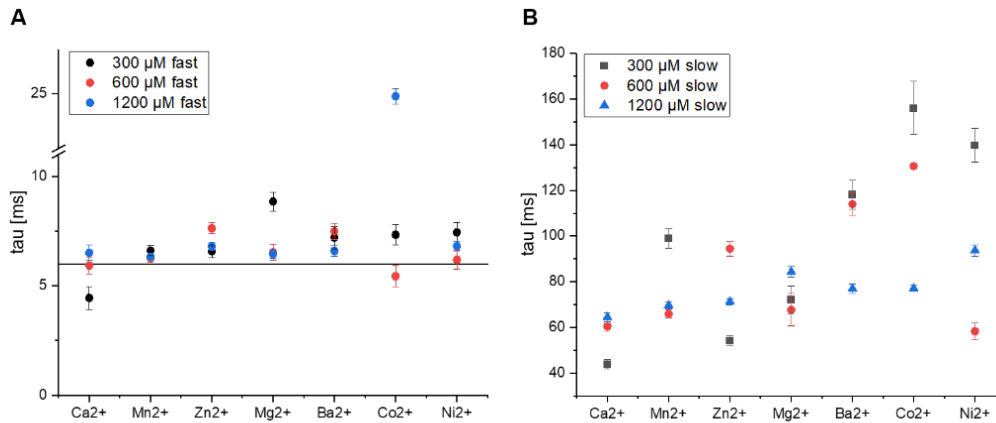 A
300 µM fast
600 µM fast
1200 µM fast
25
10
5
0
tau [ms]
Ca2+ Mn2+ Zn2+ Mg2+ Ba2+ Co2+ Ni2+
B
300 µM slow
600 µM slow
1200 µM slow
180
160
140
120
100
80
60
40
tau [ms]
Ca2+ Mn2+ Zn2+ Mg2+ Ba2+ Co2+ Ni2+